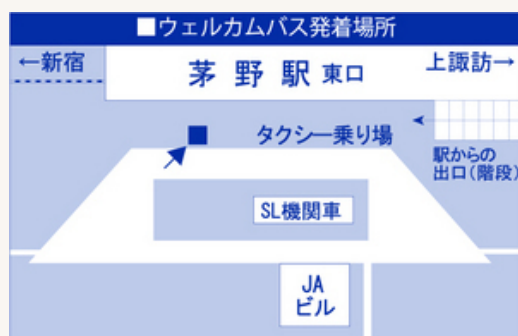 ■ウェルカムバス発着場所
←新宿
茅野駅 東口
上諏訪→
タクシー乗り場
駅からの
出口(階段)
SL機関車
JA
ビル